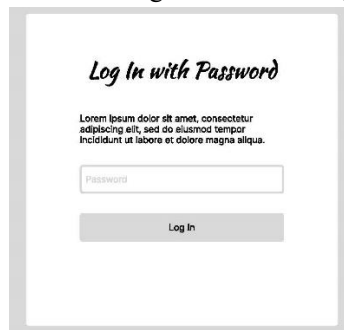 Log In with Password
Lorem ipsum dolor sit amet, consectetur
adipiscing elit, sed do eiusmod tempor
incididunt ut labore et dolore magna aliqua.
Password
Log In